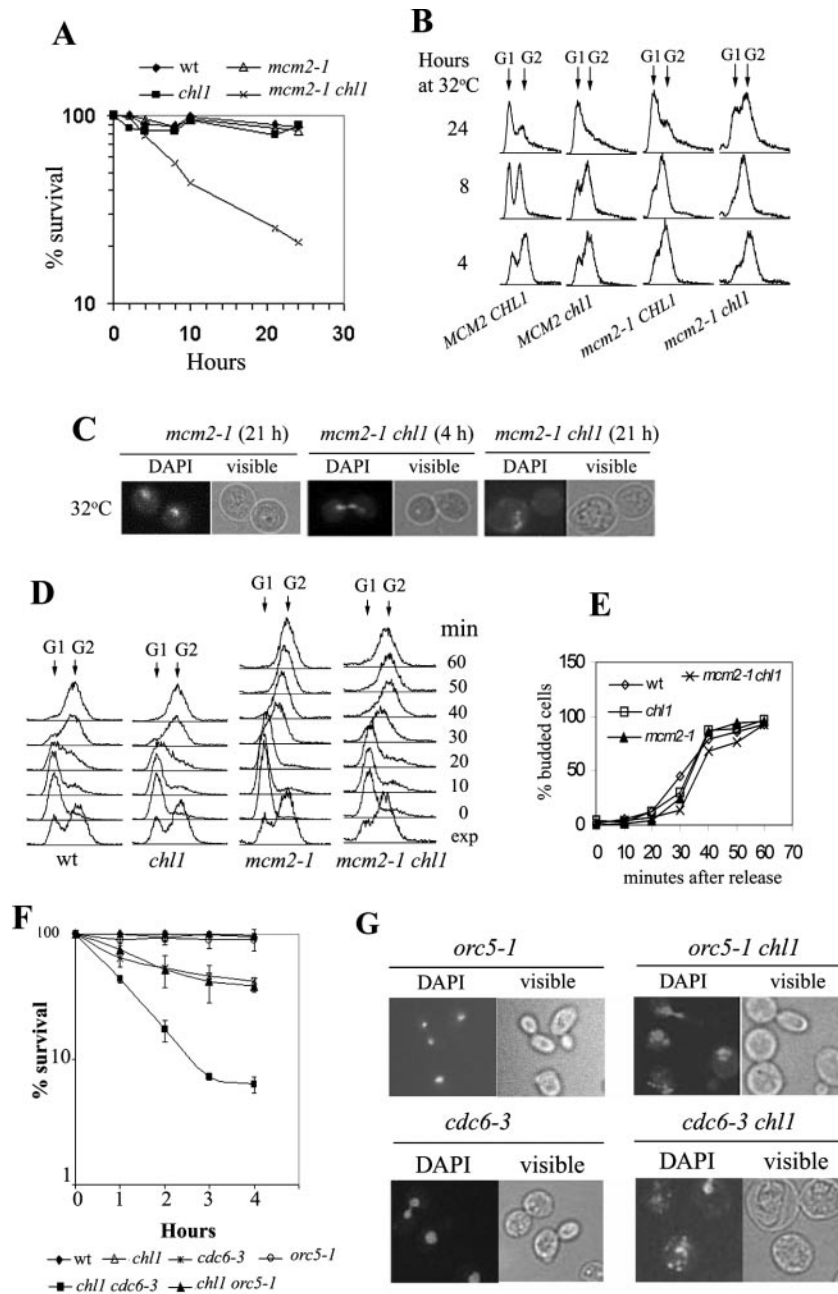 A
wt
mcm2-1
chl1
mcm2-1 chl1
100
10
% survival
0
10
20
30
Hours
B
Hours
at 32°C
G1 G2 G1 G2 G1 G2 G1 G2
24
8
4
MCM2 CHL1
MCM2 chl1
mcm2-1 CHL1
mcm2-1 chl1
C
mcm2-1 (21 h)
mcm2-1 chl1 (4 h)
mcm2-1 chl1 (21 h)
DAPI visible DAPI visible DAPI visible
32°C
D
G1 G2 G1 G2 G1 G2 G1 G2
min
60
50
40
30
20
10
0
exp
wt
chl1
mcm2-1
mcm2-1 chl1
E
150
100
50
0
% budded cells
wt
mcm2-1 chl1
chl1
mcm2-1
0 10 20 30 40 50 60 70
minutes after release
F
100
10
1
% survival
0 1 2 3 4
Hours
wt chl1 cdc6-3 orc5-1
chl1 cdc6-3 chl1 orc5-1
G
orc5-1
orc5-1 chl1
DAPI visible DAPI visible
cdc6-3
cdc6-3 chl1
DAPI visible DAPI visible